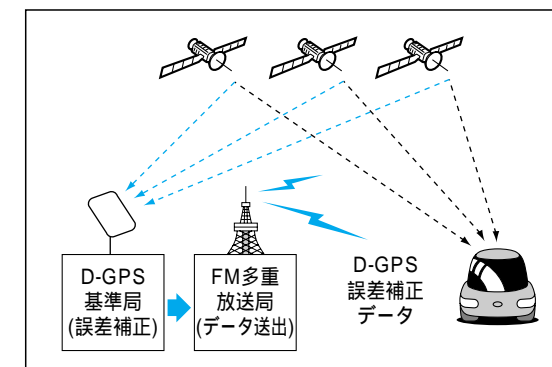 D-GPS
基準局
(誤差補正)
FM多重
放送局
(データ送出)
D-GPS
誤差補正
データ